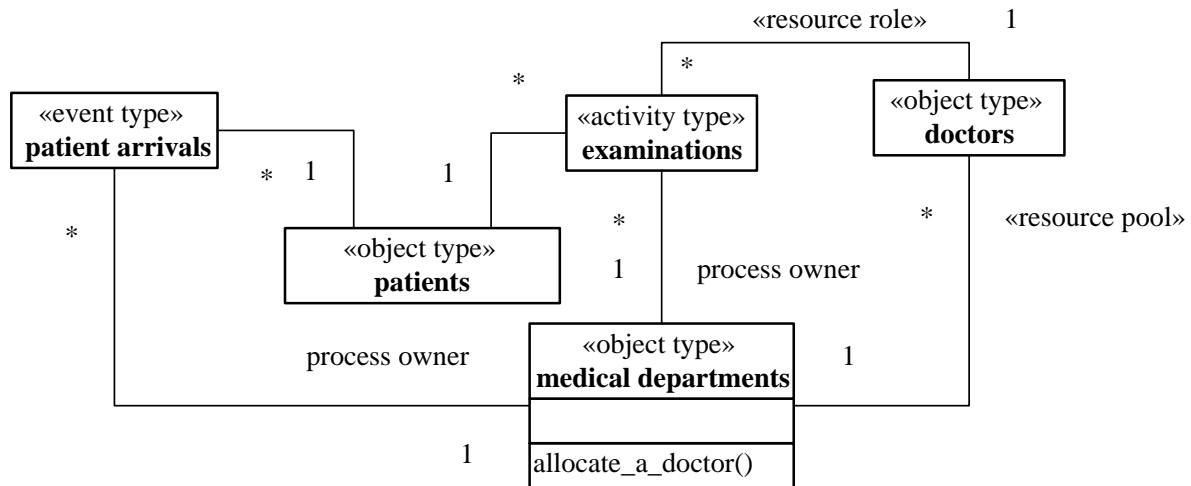 «resource role» 1
* *
«event type»
patient arrivals
«activity type»
examinations
«object type»
doctors
* 1 1
* * * «resource pool»
«object type»
patients
1 process owner
process owner
«object type»
medical departments
1
1
allocate_a_doctor()